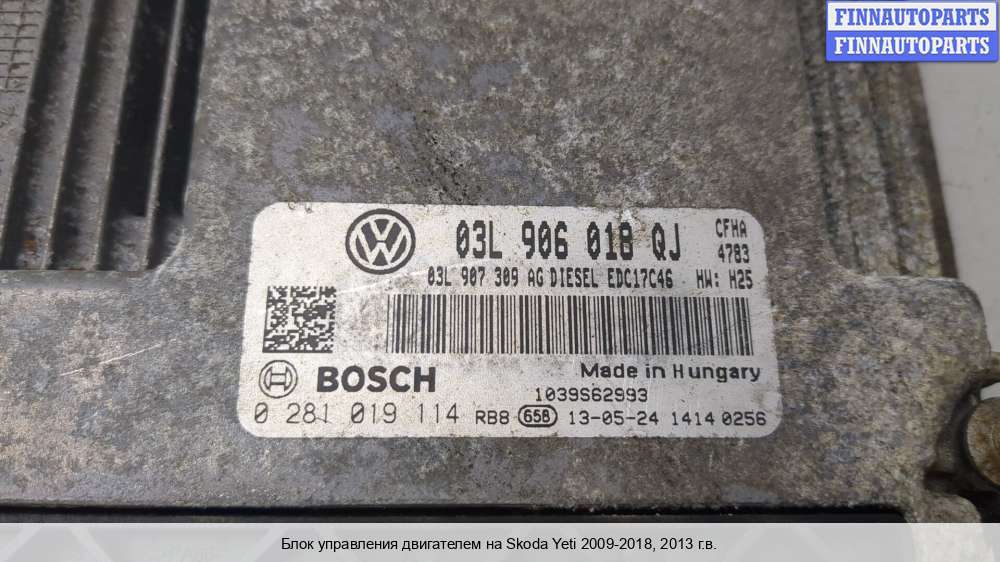 FINNAUTOPARTS
FINNAUTOPARTS
03L 906 018 QJ
CFHA
4783
03L 907 309 AG DIESEL EDC17C46 HW: H25
BOSCH
Made in Hungary
1039S62993
0 281 019 114 RB8 65B 13-05-24 1414 0256
Блок управления двигателем на Skoda Yeti 2009-2018, 2013 г.в.